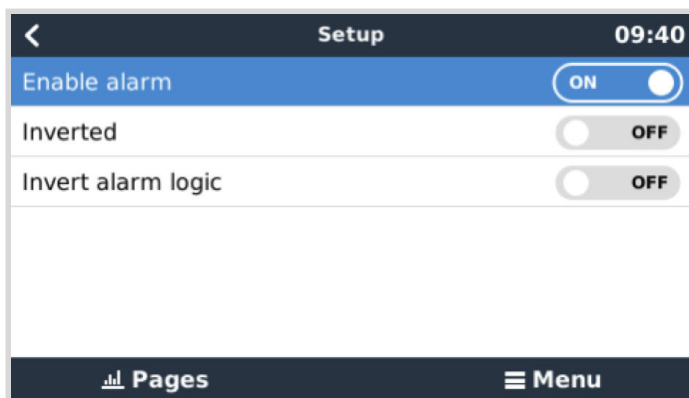 Setup 09:40
Enable alarm ON
Inverted OFF
Invert alarm logic OFF
Pages Menu